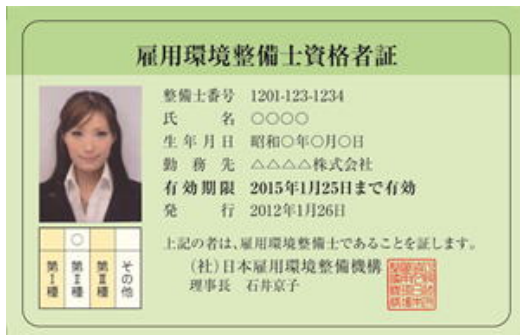 雇用環境整備士資格者証
整備士番号 1201-123-1234
氏 名 ○○○○
生年月日 昭和○年○月○日
勤務先 △△△△株式会社
有効期限 2015年1月25日まで有効
発 行 2012年1月26日
○
第Ⅰ種 第Ⅱ種 第Ⅲ種 その他
上記の者は、雇用環境整備士であることを証します。
(社)日本雇用環境整備機構
理事長 石井京子